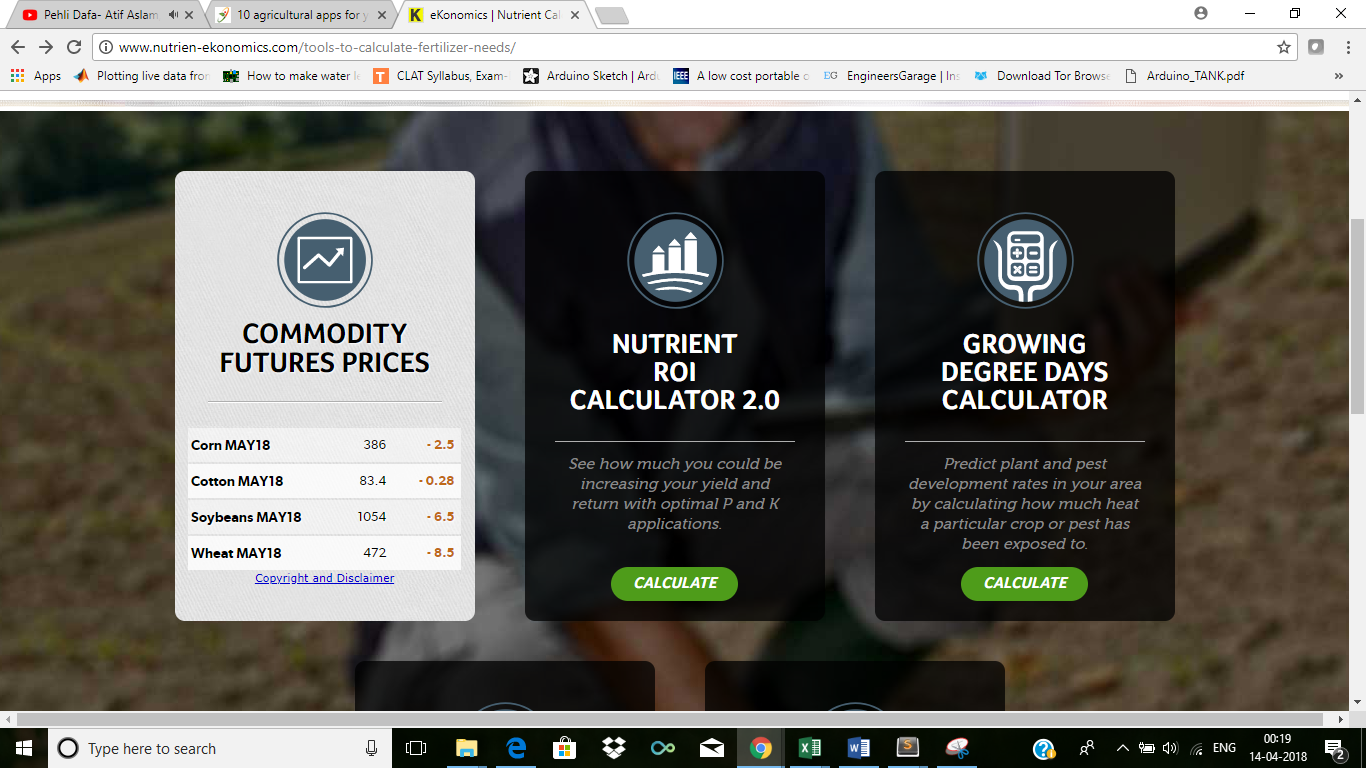 Pehli Dafa- Atif Aslam
10 agricultural apps for y
eKonomics | Nutrient Cal
www.nutrien-ekonomics.com/tools-to-calculate-fertilizer-needs/
Apps
Plotting live data from
How to make water le
CLAT Syllabus, Exam-
Arduino Sketch | Ardu
A low cost portable o
EngineersGarage | Ins
Download Tor Browse
Arduino_TANK.pdf
COMMODITY
FUTURES PRICES
Corn MAY18 386 - 2.5
Cotton MAY18 83.4 - 0.28
Soybeans MAY18 1054 - 6.5
Wheat MAY18 472 - 8.5
Copyright and Disclaimer
NUTRIENT
ROI
CALCULATOR 2.0
See how much you could be
increasing your yield and
return with optimal P and K
applications.
CALCULATE
GROWING
DEGREE DAYS
CALCULATOR
Predict plant and pest
development rates in your area
by calculating how much heat
a particular crop or pest has
been exposed to.
CALCULATE
Type here to search
ENG
00:19
14-04-2018
2